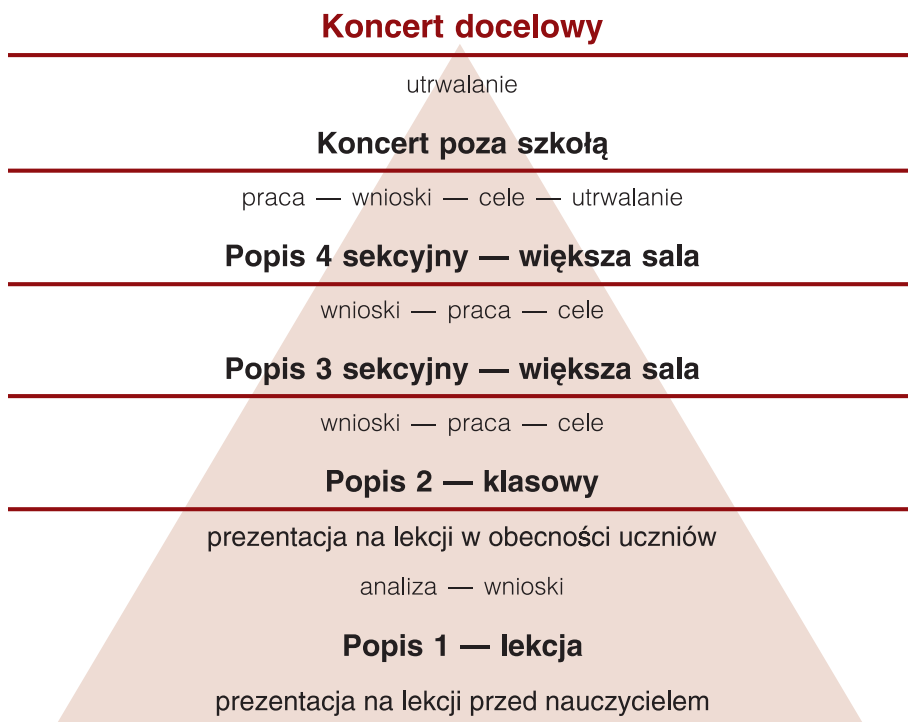 Koncert docelowy
utrwalanie
Koncert poza szkołą
praca — wnioski — cele — utrwalanie
Popis 4 sekcyjny — większa sala
wnioski — praca — cele
Popis 3 sekcyjny — większa sala
wnioski — praca — cele
Popis 2 — klasowy
prezentacja na lekcji w obecności uczniów
analiza — wnioski
Popis 1 — lekcja
prezentacja na lekcji przed nauczycielem